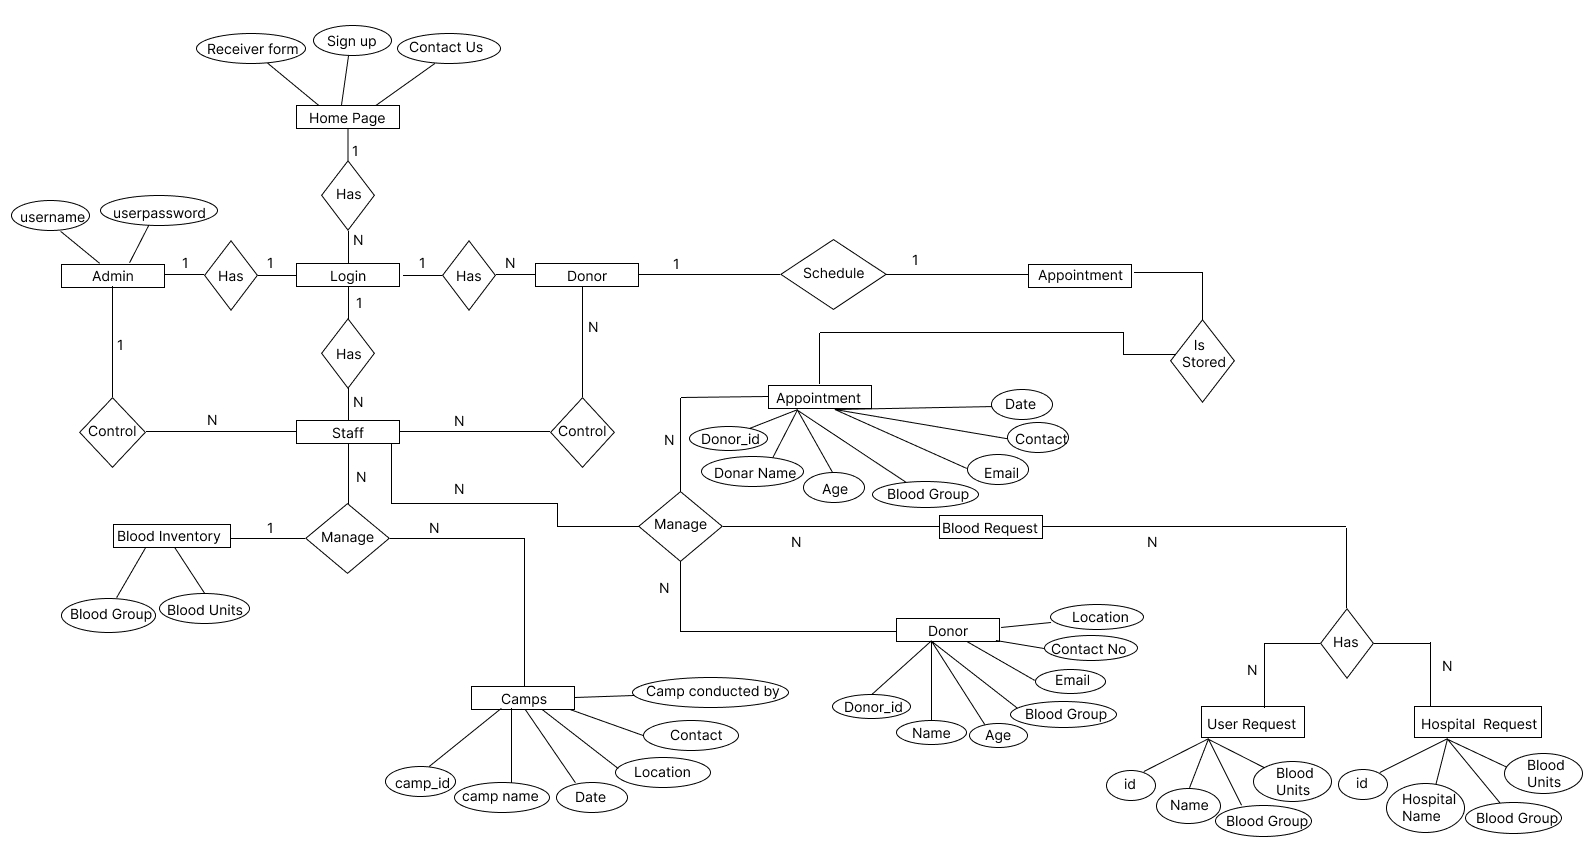 Receiver form
Sign up
Contact Us
Home Page
1
Has
username
userpassword
N
Admin
1
Has
1
Login
1
Has
N
Donor
1
Schedule
1
Appointment
1
Has
N
1
N
Is
Stored
N
Control
N
Staff
N
Control
Appointment
Date
Donor_id
Contact
Donar Name
Email
Age
Blood Group
N
N
N
Manage
Blood Request
N
N
Blood Inventory
1
Manage
N
Blood Group
Blood Units
N
Donor
Location
Contact No
Email
Donor_id
Blood Group
Name
Age
Has
N
N
Camps
Camp conducted by
Contact
Location
camp_id
camp name
Date
User Request
Hospital Request
id
Name
Blood
Units
Blood Group
id
Hospital
Name
Blood
Units
Blood Group